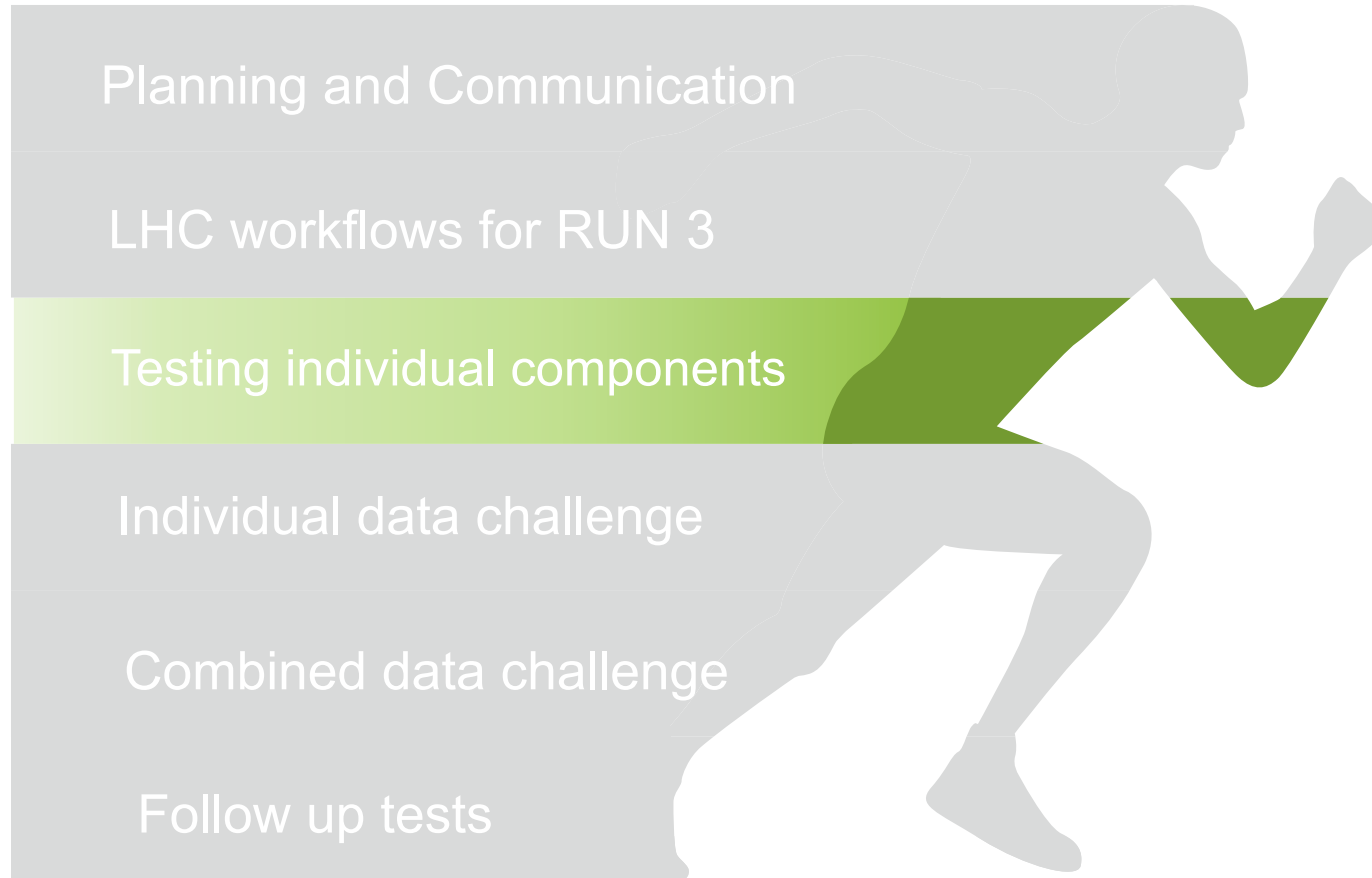 Planning and Communication
LHC workflows for RUN 3
Testing individual components
Individual data challenge
Combined data challenge
Follow up tests